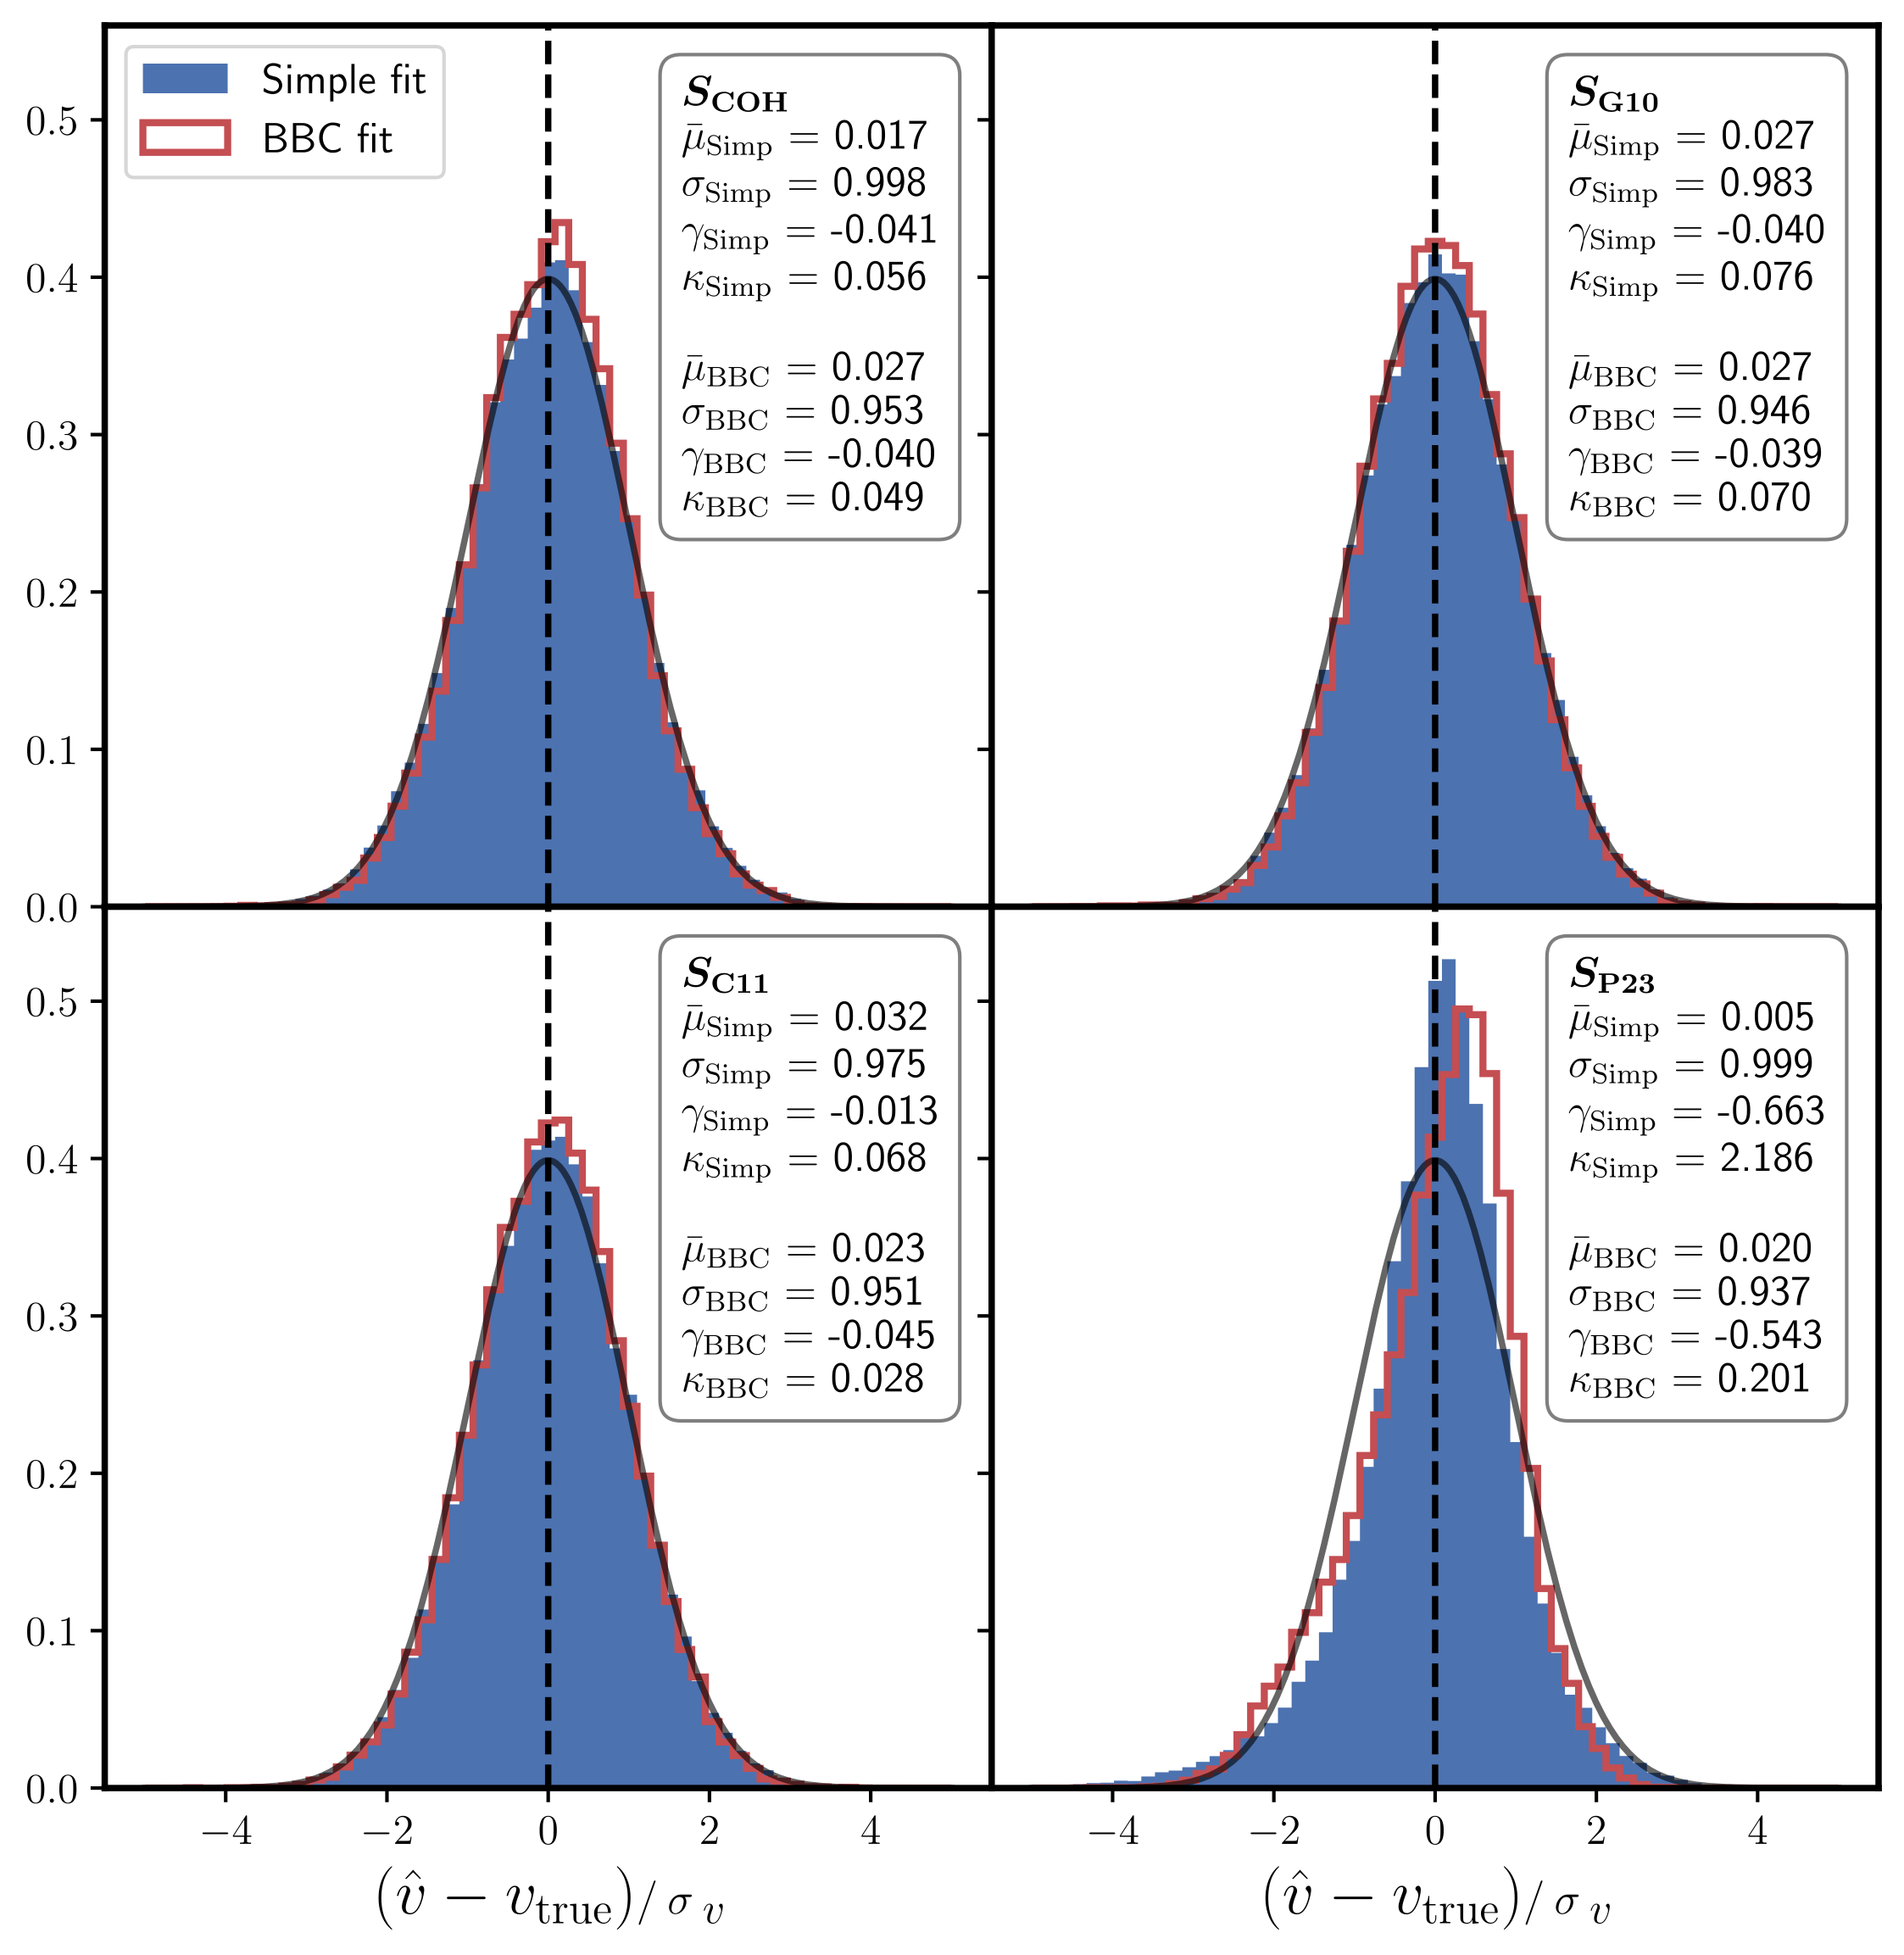 Simple fit
BBC fit
S_COH
μ̄_Simp = 0.017
σ_Simp = 0.998
γ_Simp = -0.041
κ_Simp = 0.056
μ̄_BBC = 0.027
σ_BBC = 0.953
γ_BBC = -0.040
κ_BBC = 0.049
0.5
0.4
0.3
0.2
0.1
0.0
S_G10
μ̄_Simp = 0.027
σ_Simp = 0.983
γ_Simp = -0.040
κ_Simp = 0.076
μ̄_BBC = 0.027
σ_BBC = 0.946
γ_BBC = -0.039
κ_BBC = 0.070
S_C11
μ̄_Simp = 0.032
σ_Simp = 0.975
γ_Simp = -0.013
κ_Simp = 0.068
μ̄_BBC = 0.023
σ_BBC = 0.951
γ_BBC = -0.045
κ_BBC = 0.028
0.5
0.4
0.3
0.2
0.1
0.0
−4 −2 0 2 4
(v̂ − v_true)/ σ_v
S_P23
μ̄_Simp = 0.005
σ_Simp = 0.999
γ_Simp = -0.663
κ_Simp = 2.186
μ̄_BBC = 0.020
σ_BBC = 0.937
γ_BBC = -0.543
κ_BBC = 0.201
−4 −2 0 2 4
(v̂ − v_true)/ σ_v